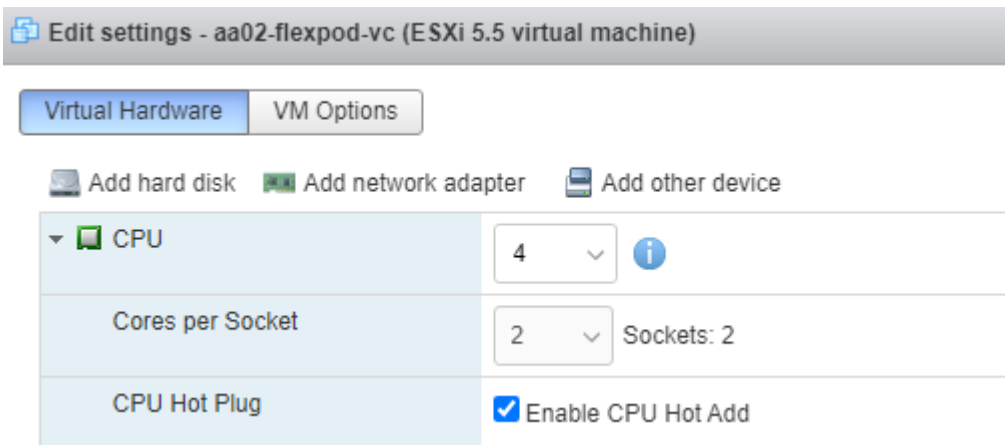 Edit settings - aa02-flexpod-vc (ESXi 5.5 virtual machine)
Virtual Hardware VM Options
Add hard disk Add network adapter Add other device
CPU 4
Cores per Socket 2 Sockets: 2
CPU Hot Plug Enable CPU Hot Add